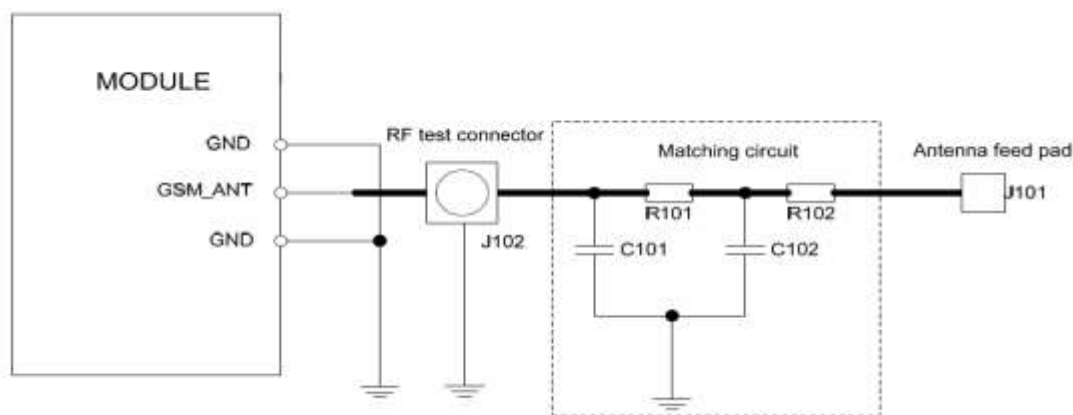 MODULE
GND
RF test connector
Matching circuit
Antenna feed pad
GSM_ANT
J101
R101
R102
GND
J102
C101
C102